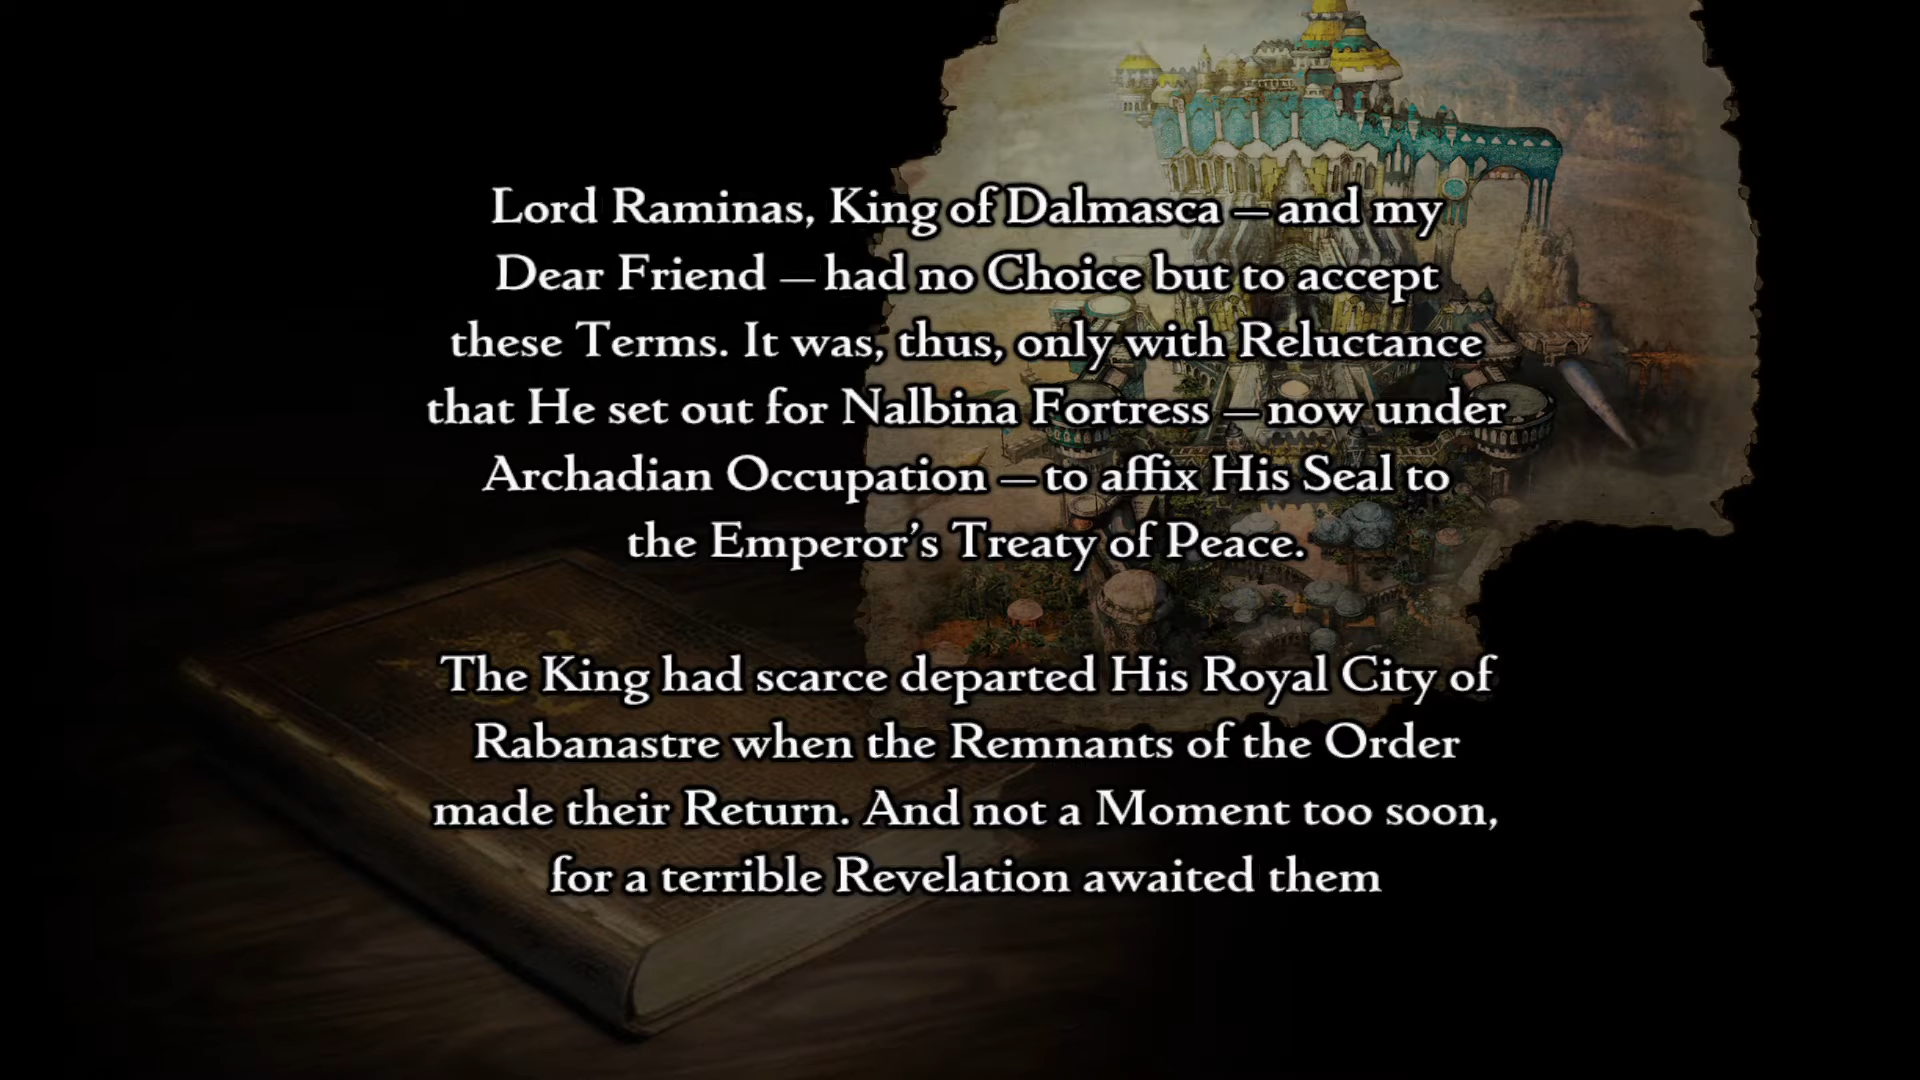 Lord Raminas, King of Dalmasca — and my
Dear Friend — had no Choice but to accept
these Terms. It was, thus, only with Reluctance
that He set out for Nalbina Fortress — now under
Archadian Occupation — to affix His Seal to
the Emperor’s Treaty of Peace.
The King had scarce departed His Royal City of
Rabanastre when the Remnants of the Order
made their Return. And not a Moment too soon,
for a terrible Revelation awaited them